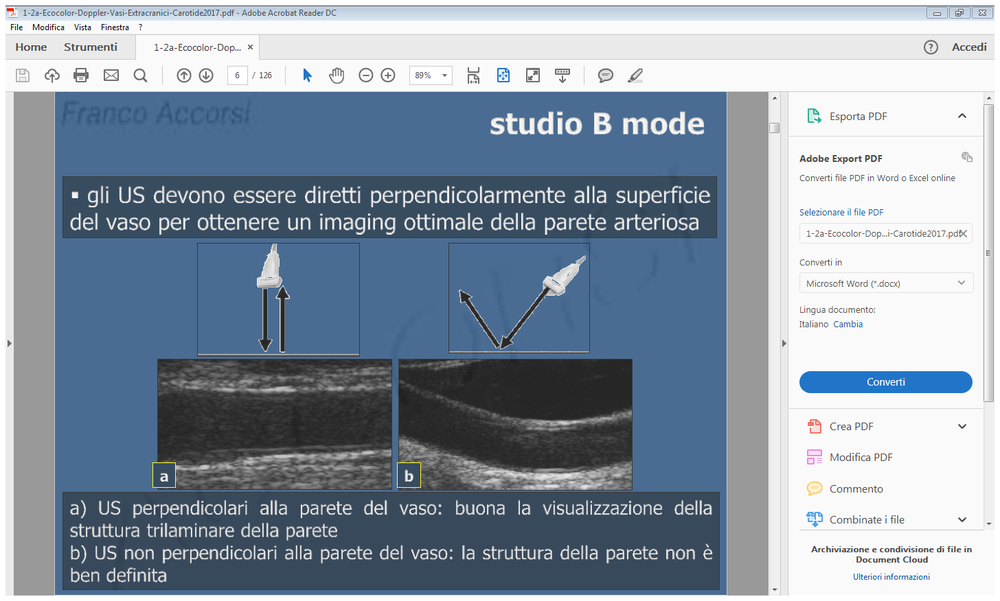 1-2a-Ecocolor-Doppler-Vasi-Extracranici-Carotide2017.pdf - Adobe Acrobat Reader DC
File Modifica Vista Finestra ?
Home Strumenti 1-2a-Ecocolor-Dop... × ? Accedi
6 / 126 89%
Franco Accorsi
studio B mode
▪ gli US devono essere diretti perpendicolarmente alla superficie
del vaso per ottenere un imaging ottimale della parete arteriosa
a b
a) US perpendicolari alla parete del vaso: buona la visualizzazione della
struttura trilaminare della parete
b) US non perpendicolari alla parete del vaso: la struttura della parete non è
ben definita
Esporta PDF
Adobe Export PDF
Converti file PDF in Word o Excel online
Selezionare il file PDF
1-2a-Ecocolor-Dop...i-Carotide2017.pdf
Converti in
Microsoft Word (*.docx)
Lingua documento:
Italiano Cambia
Converti
Crea PDF
Modifica PDF
Commento
Combinate i file
Archiviazione e condivisione di file in
Document Cloud
Ulteriori informazioni